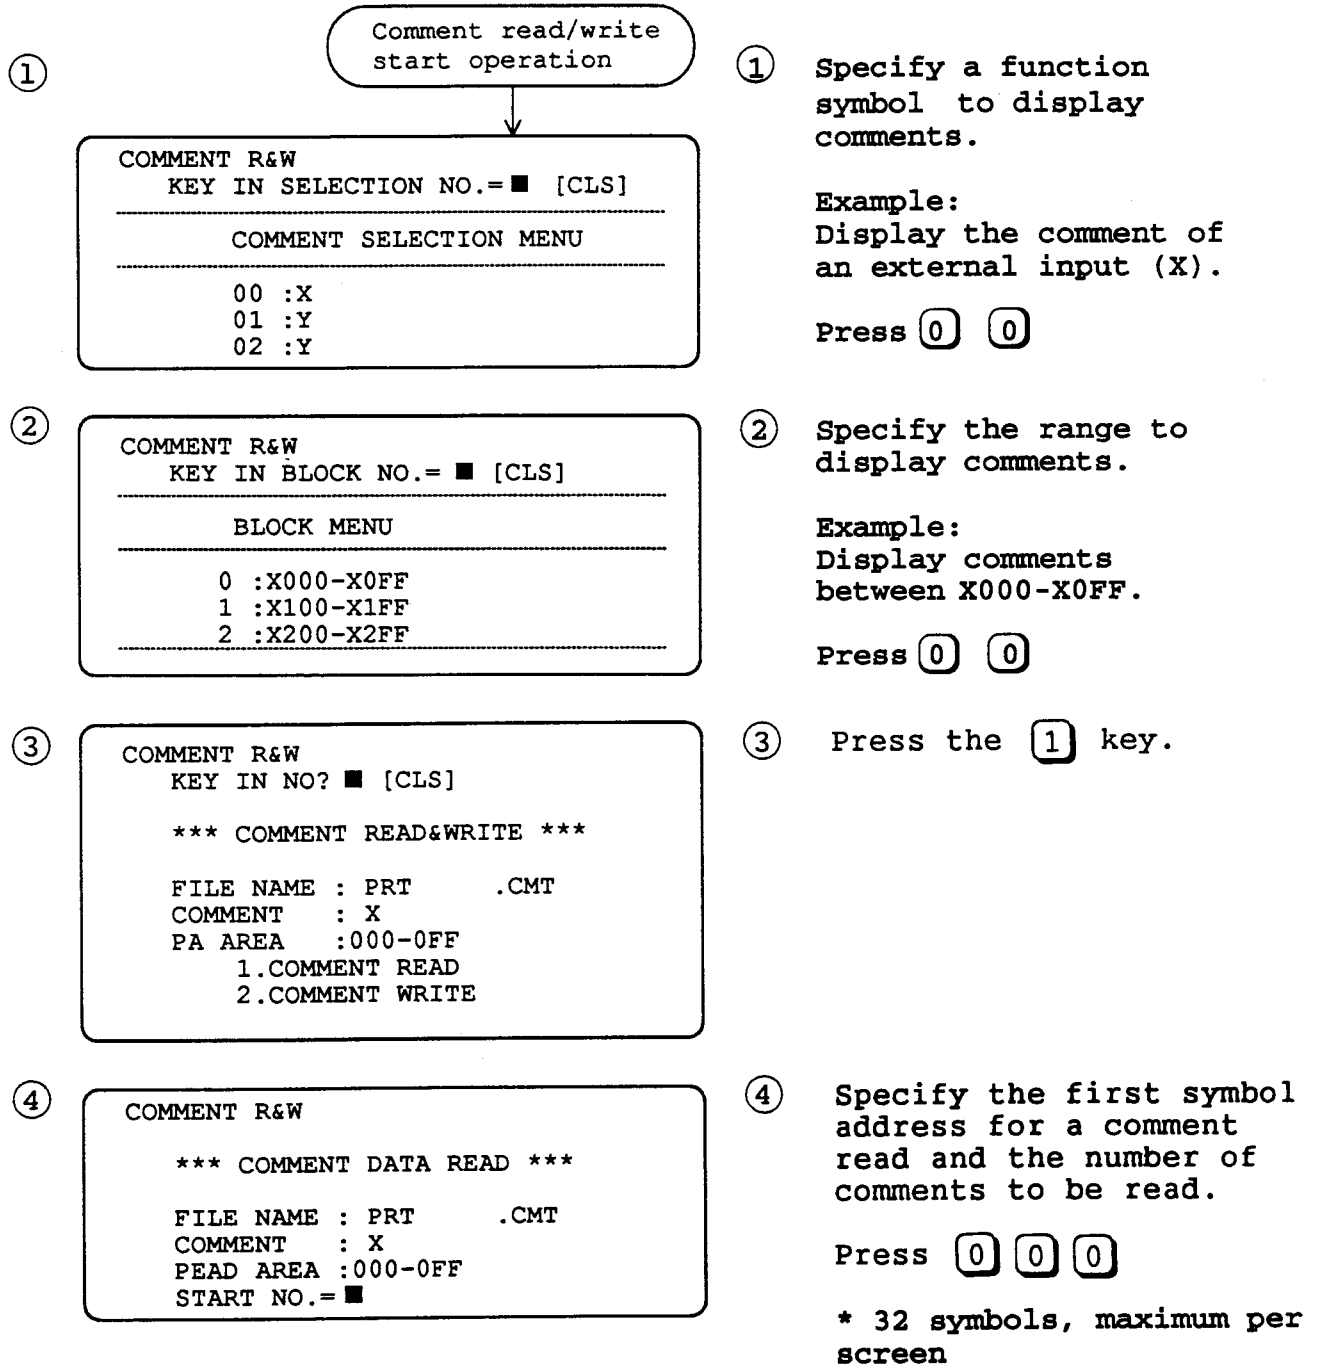 Comment read/write
start operation
①
COMMENT R&W
KEY IN SELECTION NO.=■ [CLS]
COMMENT SELECTION MENU
00 :X
01 :Y
02 :Y
① Specify a function
symbol to display
comments.
Example:
Display the comment of
an external input (X).
Press 0 0
②
COMMENT R&W
KEY IN BLOCK NO.= ■ [CLS]
BLOCK MENU
0 :X000-X0FF
1 :X100-X1FF
2 :X200-X2FF
② Specify the range to
display comments.
Example:
Display comments
between X000-X0FF.
Press 0 0
③
COMMENT R&W
KEY IN NO? ■ [CLS]
*** COMMENT READ&WRITE ***
FILE NAME : PRT .CMT
COMMENT : X
PA AREA :000-0FF
1.COMMENT READ
2.COMMENT WRITE
③ Press the 1 key.
④
COMMENT R&W
*** COMMENT DATA READ ***
FILE NAME : PRT .CMT
COMMENT : X
PEAD AREA :000-0FF
START NO.=■
④ Specify the first symbol
address for a comment
read and the number of
comments to be read.
Press 0 0 0
* 32 symbols, maximum per
screen